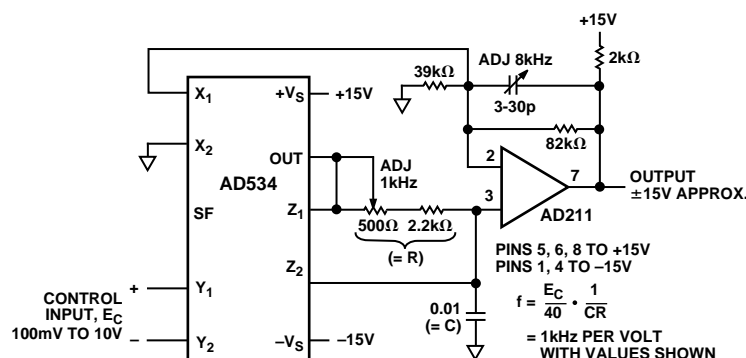 +15V
2kΩ
39kΩ
ADJ 8kHz
3-30p
82kΩ
X1
+VS
+15V
X2
OUT
ADJ
1kHz
AD534
SF
Z1
500Ω
2.2kΩ
(= R)
2
3
7
AD211
OUTPUT
±15V APPROX.
PINS 5, 6, 8 TO +15V
PINS 1, 4 TO –15V
Z2
CONTROL
INPUT, EC
100mV TO 10V
+
–
Y1
Y2
–VS
–15V
0.01
(= C)
f = EC/40 • 1/CR
= 1kHz PER VOLT
WITH VALUES SHOWN